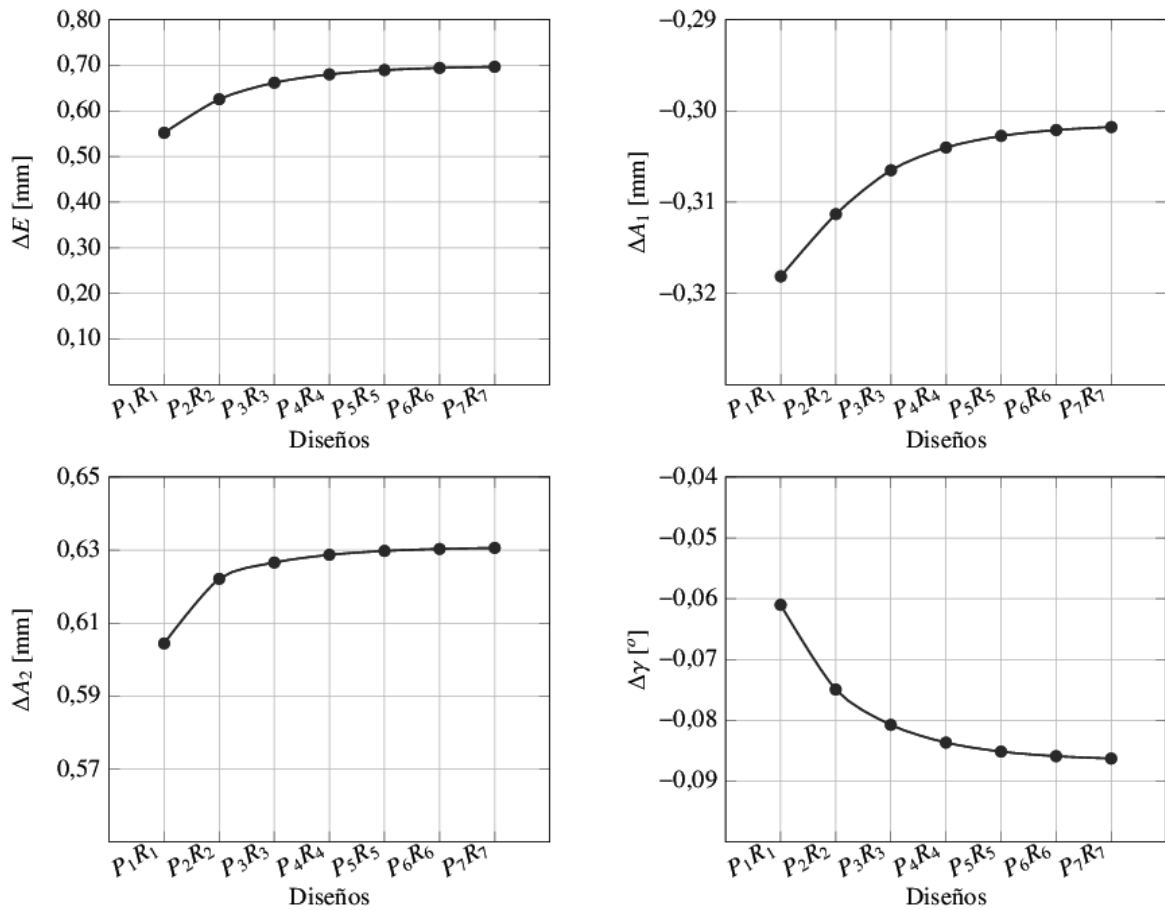 0,80
0,70
0,60
0,50
0,40
0,30
0,20
0,10
ΔE [mm]
P₁R₁ P₂R₂ P₃R₃ P₄R₄ P₅R₅ P₆R₆ P₇R₇
Diseños
−0,29
−0,30
−0,31
−0,32
ΔA₁ [mm]
P₁R₁ P₂R₂ P₃R₃ P₄R₄ P₅R₅ P₆R₆ P₇R₇
Diseños
0,65
0,63
0,61
0,59
0,57
ΔA₂ [mm]
P₁R₁ P₂R₂ P₃R₃ P₄R₄ P₅R₅ P₆R₆ P₇R₇
Diseños
−0,04
−0,05
−0,06
−0,07
−0,08
−0,09
Δγ [º]
P₁R₁ P₂R₂ P₃R₃ P₄R₄ P₅R₅ P₆R₆ P₇R₇
Diseños